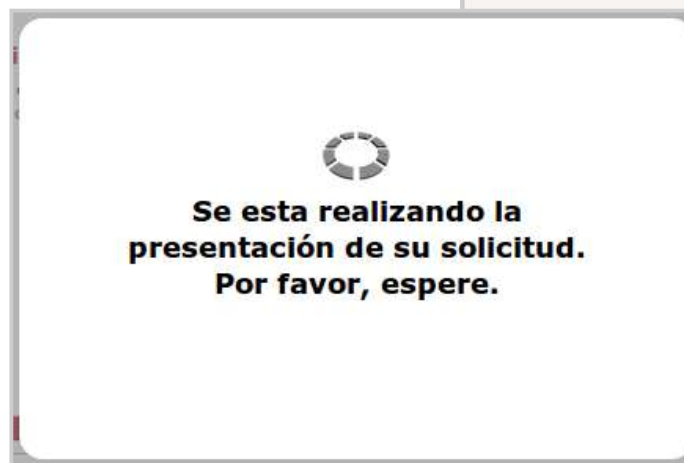 Se esta realizando la
presentación de su solicitud.
Por favor, espere.